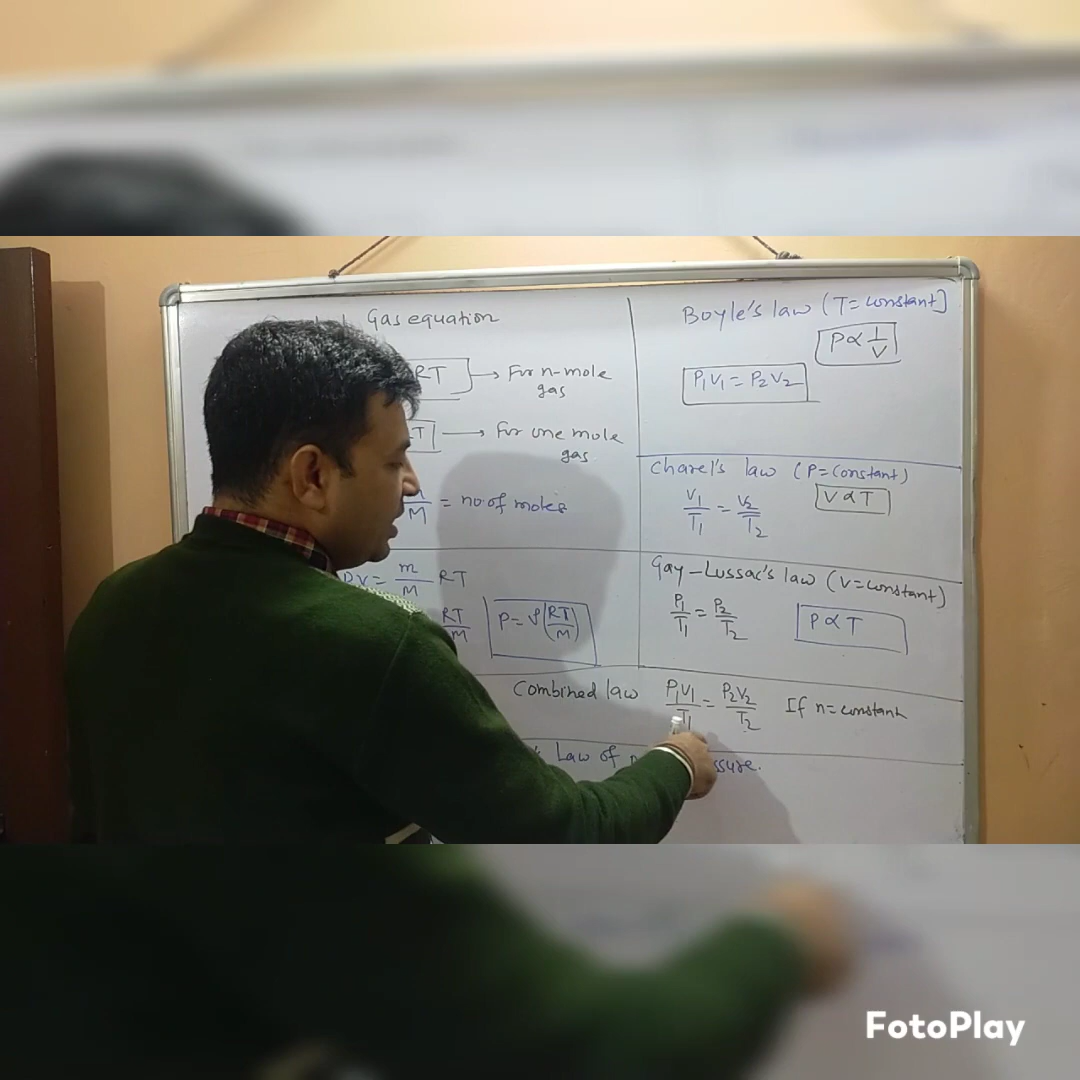 Gas equation
RT → For n-mole
gas
T → For one mole
gas.
M = no. of moles
PV = m/M RT
RT/M P = ρ(RT/M)
Boyle's law (T = constant]
P ∝ 1/V
P₁V₁ = P₂V₂
Charel's law (P = Constant)
V₁/T₁ = V₂/T₂ V ∝ T
Gay-Lussac's law (V = constant)
P₁/T₁ = P₂/T₂ P ∝ T
Combined law P₁V₁/T₁ = P₂V₂/T₂ If n = constant
Law of
FotoPlay